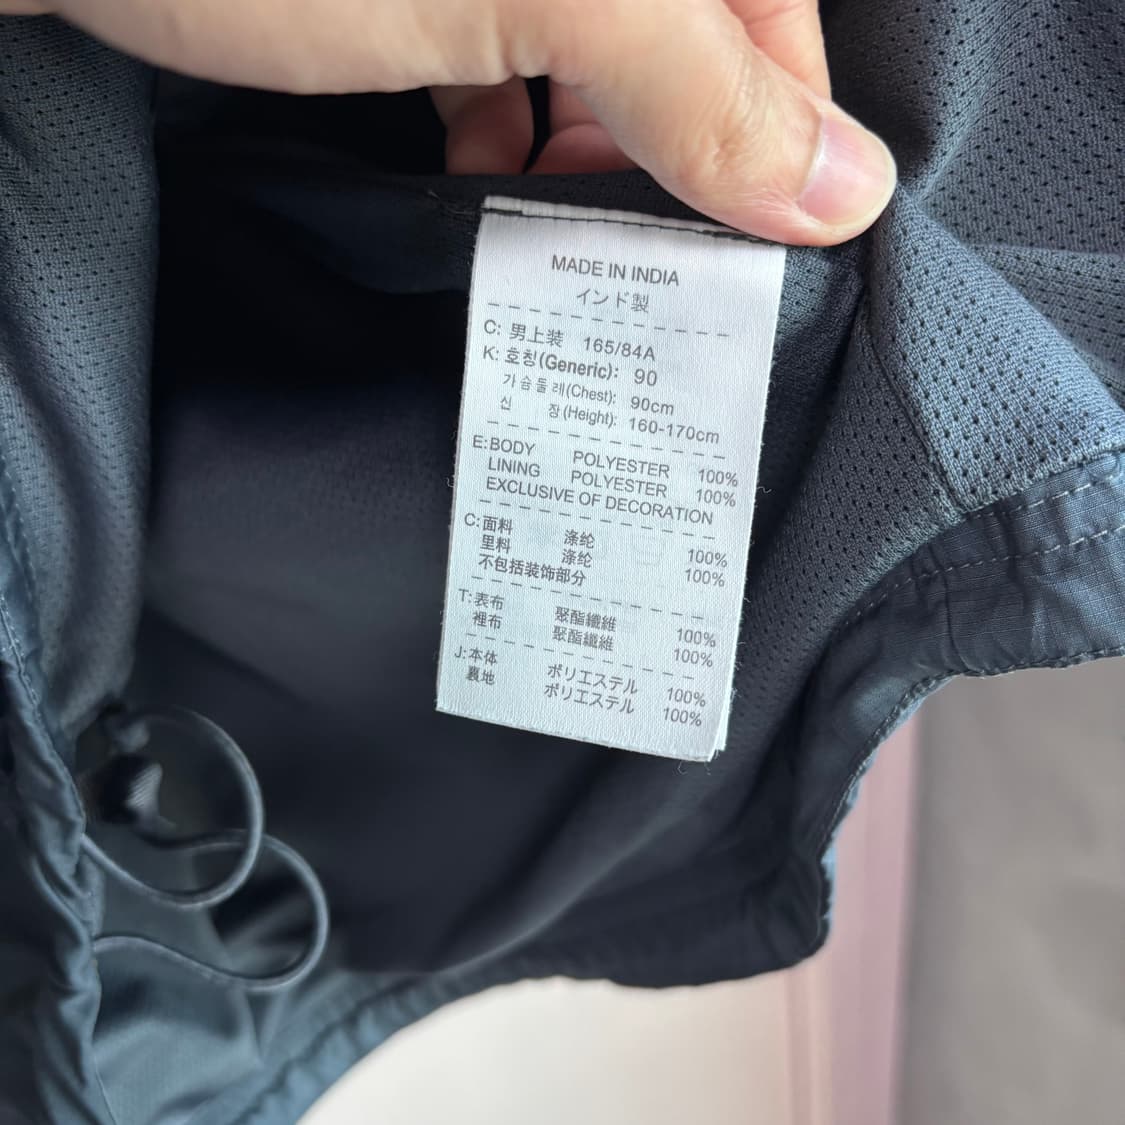 MADE IN INDIA
インド製
C: 男上装 165/84A
K: 호칭(Generic): 90
가슴둘레(Chest): 90cm
신 장(Height): 160-170cm
E:BODY POLYESTER 100%
LINING POLYESTER 100%
EXCLUSIVE OF DECORATION
C:面料 涤纶 100%
里料 涤纶 100%
不包括装饰部分
T:表布 聚酯纖維 100%
裡布 聚酯纖維 100%
J:本体 ポリエステル 100%
裏地 ポリエステル 100%